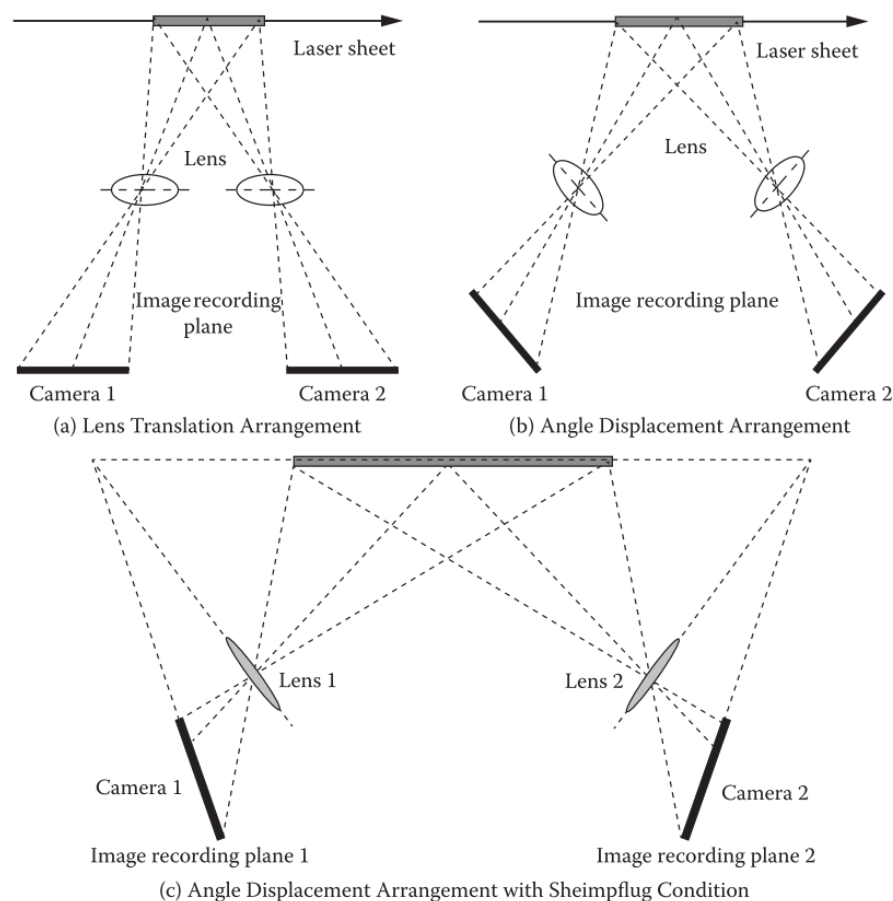 Laser sheet
Laser sheet
Lens
Lens
Image recording
plane
Image recording plane
Camera 1
Camera 2
Camera 1
Camera 2
(a) Lens Translation Arrangement
(b) Angle Displacement Arrangement
Lens 1
Lens 2
Camera 1
Camera 2
Image recording plane 1
Image recording plane 2
(c) Angle Displacement Arrangement with Sheimpflug Condition